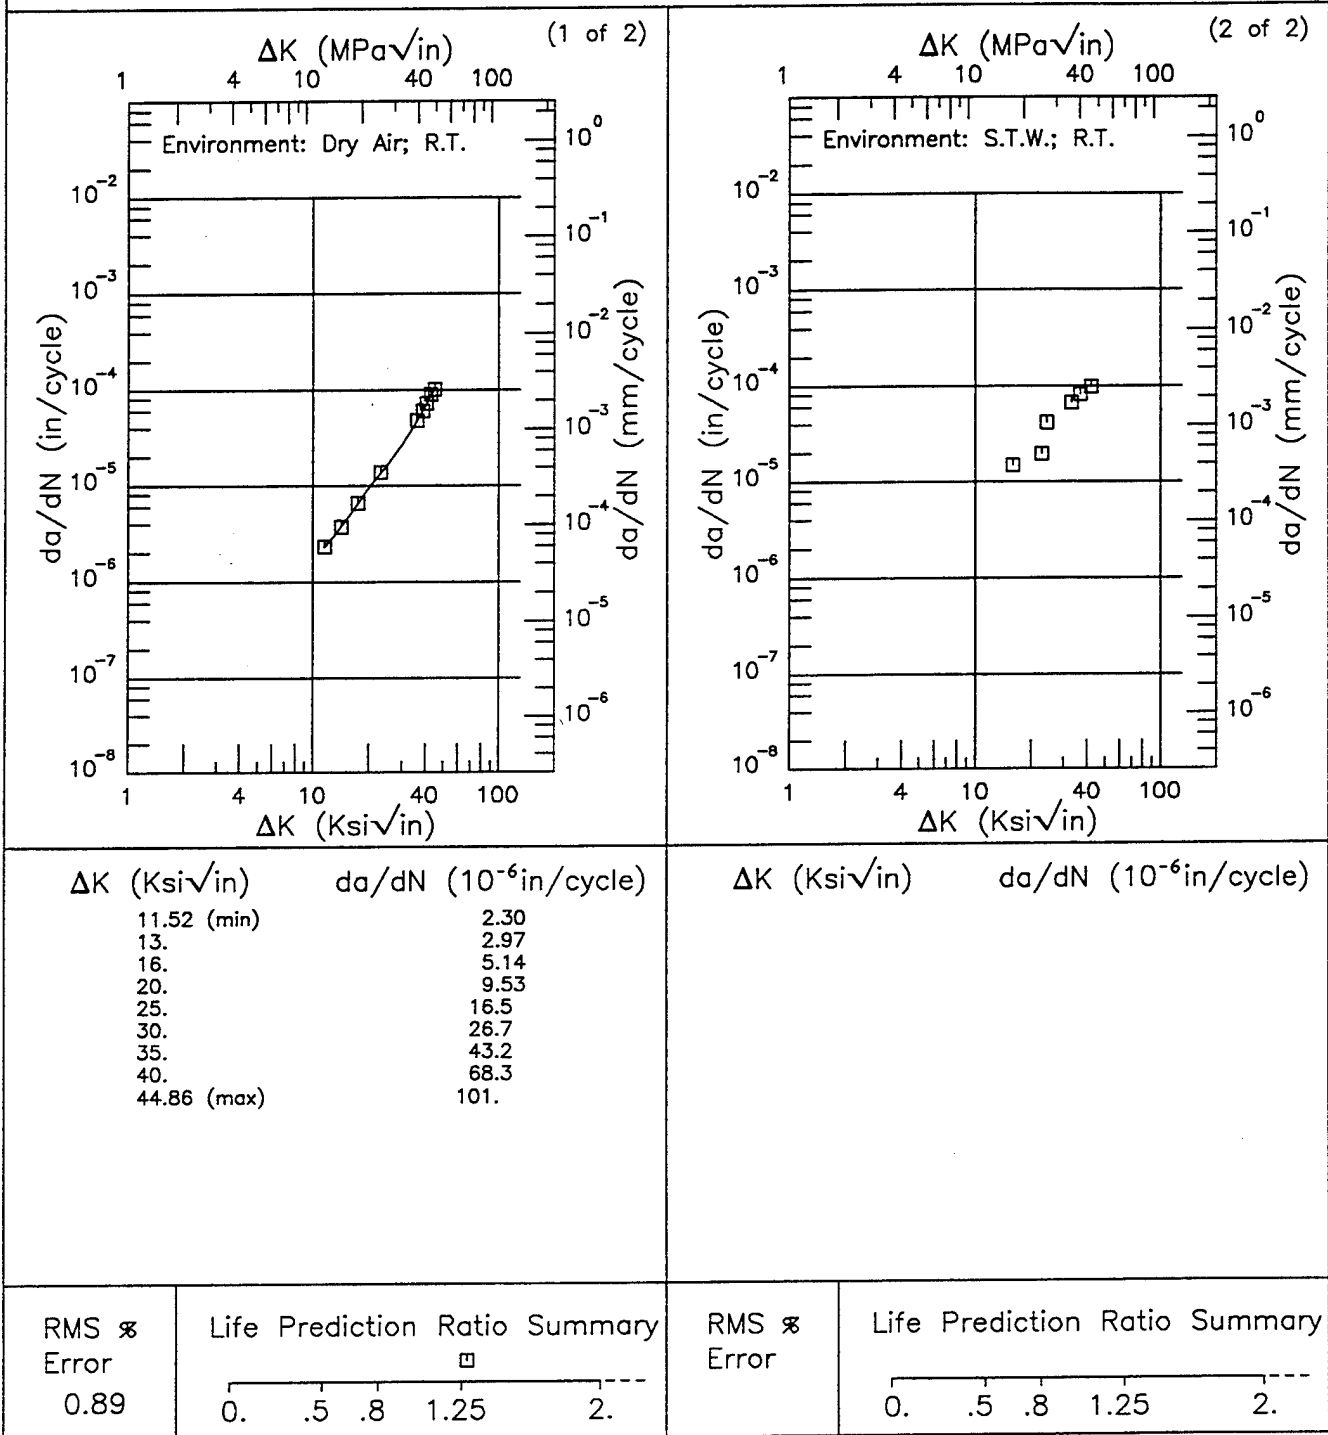 (1 of 2)
ΔK (MPa√in)
1 4 10 40 100
Environment: Dry Air; R.T.
da/dN (in/cycle)
10⁻²
10⁻³
10⁻⁴
10⁻⁵
10⁻⁶
10⁻⁷
10⁻⁸
10⁰
10⁻¹
10⁻²
10⁻³
10⁻⁴
10⁻⁵
10⁻⁶
da/dN (mm/cycle)
1 4 10 40 100
ΔK (Ksi√in)
ΔK (Ksi√in) da/dN (10⁻⁶in/cycle)
11.52 (min) 2.30
13. 2.97
16. 5.14
20. 9.53
25. 16.5
30. 26.7
35. 43.2
40. 68.3
44.86 (max) 101.
RMS %
Error
0.89
Life Prediction Ratio Summary
0. .5 .8 1.25 2.
(2 of 2)
ΔK (MPa√in)
1 4 10 40 100
Environment: S.T.W.; R.T.
da/dN (in/cycle)
10⁻²
10⁻³
10⁻⁴
10⁻⁵
10⁻⁶
10⁻⁷
10⁻⁸
10⁰
10⁻¹
10⁻²
10⁻³
10⁻⁴
10⁻⁵
10⁻⁶
da/dN (mm/cycle)
1 4 10 40 100
ΔK (Ksi√in)
ΔK (Ksi√in) da/dN (10⁻⁶in/cycle)
RMS %
Error
Life Prediction Ratio Summary
0. .5 .8 1.25 2.